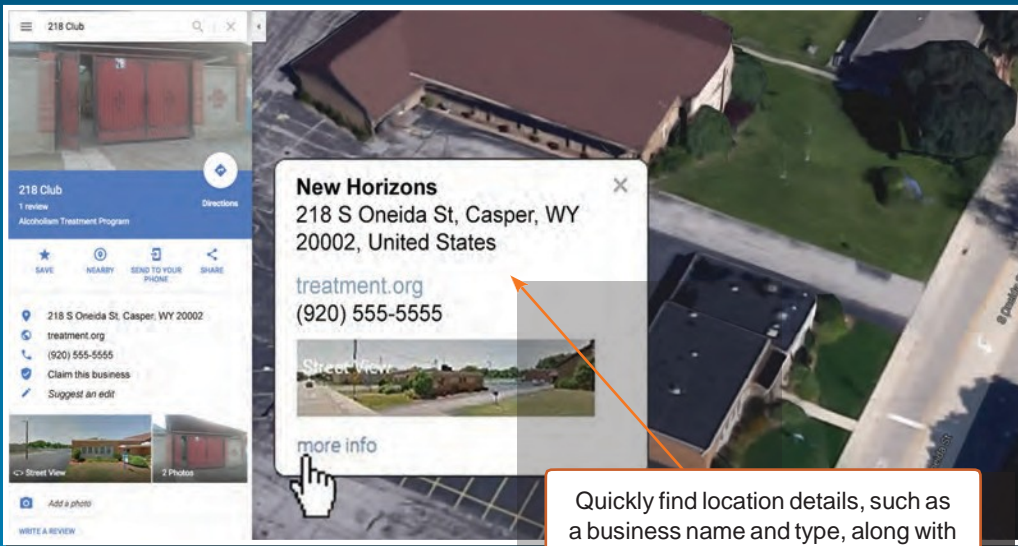 218 Club
218 Club
1 review
Alcoholism Treatment Program
Directions
SAVE
NEARBY
SEND TO YOUR
PHONE
SHARE
218 S Oneida St, Casper, WY 20002
treatment.org
(920) 555-5555
Claim this business
Suggest an edit
Street View
2 Photos
Add a photo
WRITE A REVIEW
New Horizons
218 S Oneida St, Casper, WY
20002, United States
treatment.org
(920) 555-5555
Street View
more info
Quickly find location details, such as
a business name and type, along with